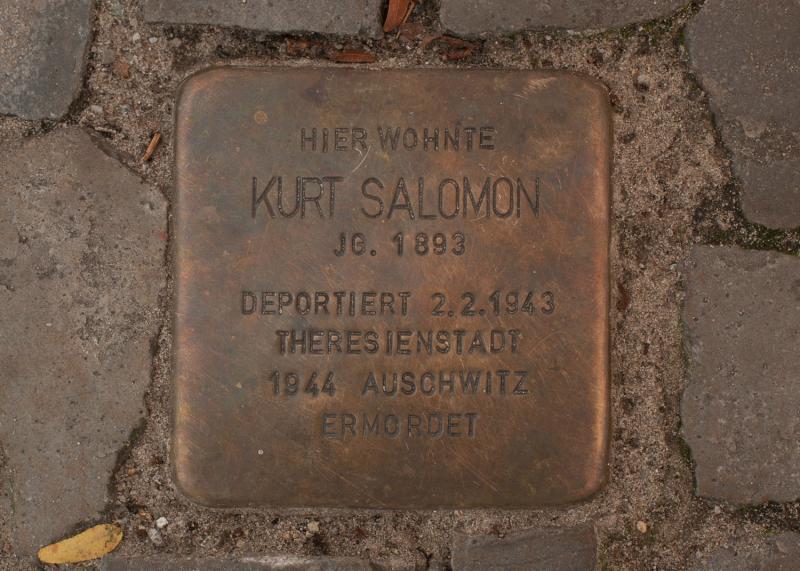 HIER WOHNTE
KURT SALOMON
JG. 1893
DEPORTIERT 2.2.1943
THERESIENSTADT
1944 AUSCHWITZ
ERMORDET